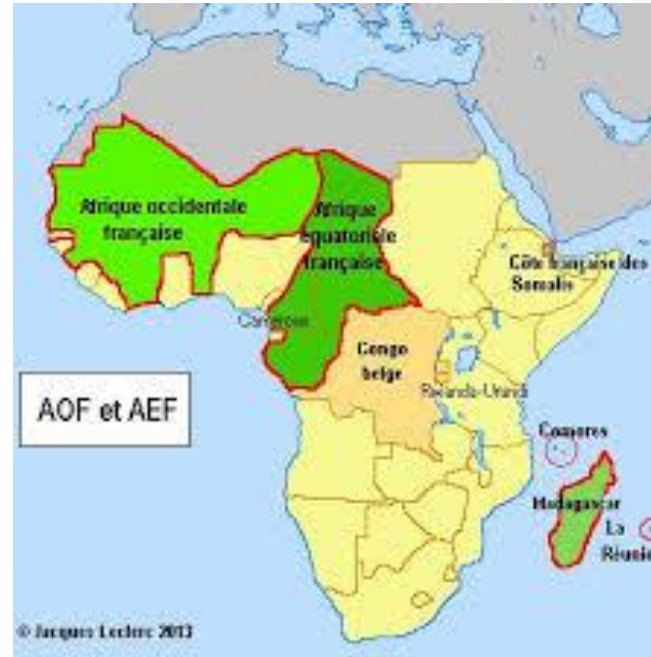 Afrique occidentale
française
Afrique
équatoriale
française
Côte française des
Somalis
Cameroun
Congo
belge
Rwanda-Urundi
AOF et AEF
Comores
Madagascar
La
Réunion
© Jacques Leclerc 2013